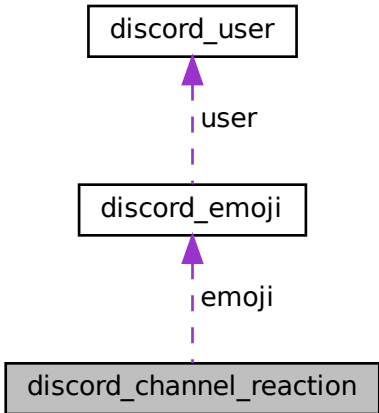 discord_user
user
discord_emoji
emoji
discord_channel_reaction